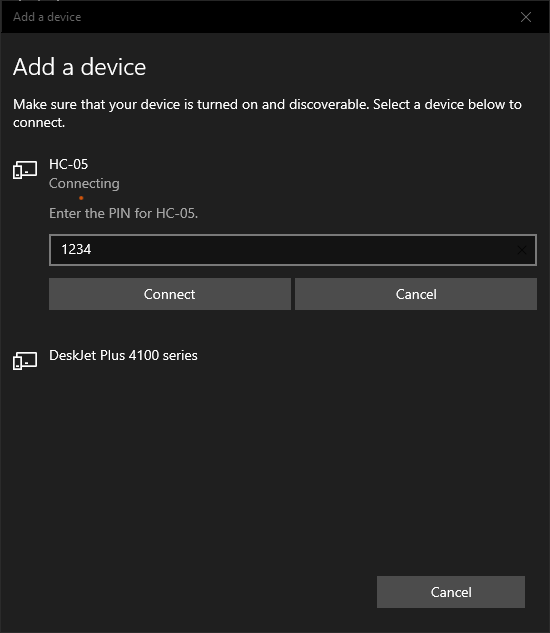 Add a device
Add a device
Make sure that your device is turned on and discoverable. Select a device below to
connect.
HC-05
Connecting
Enter the PIN for HC-05.
1234
Connect
Cancel
DeskJet Plus 4100 series
Cancel